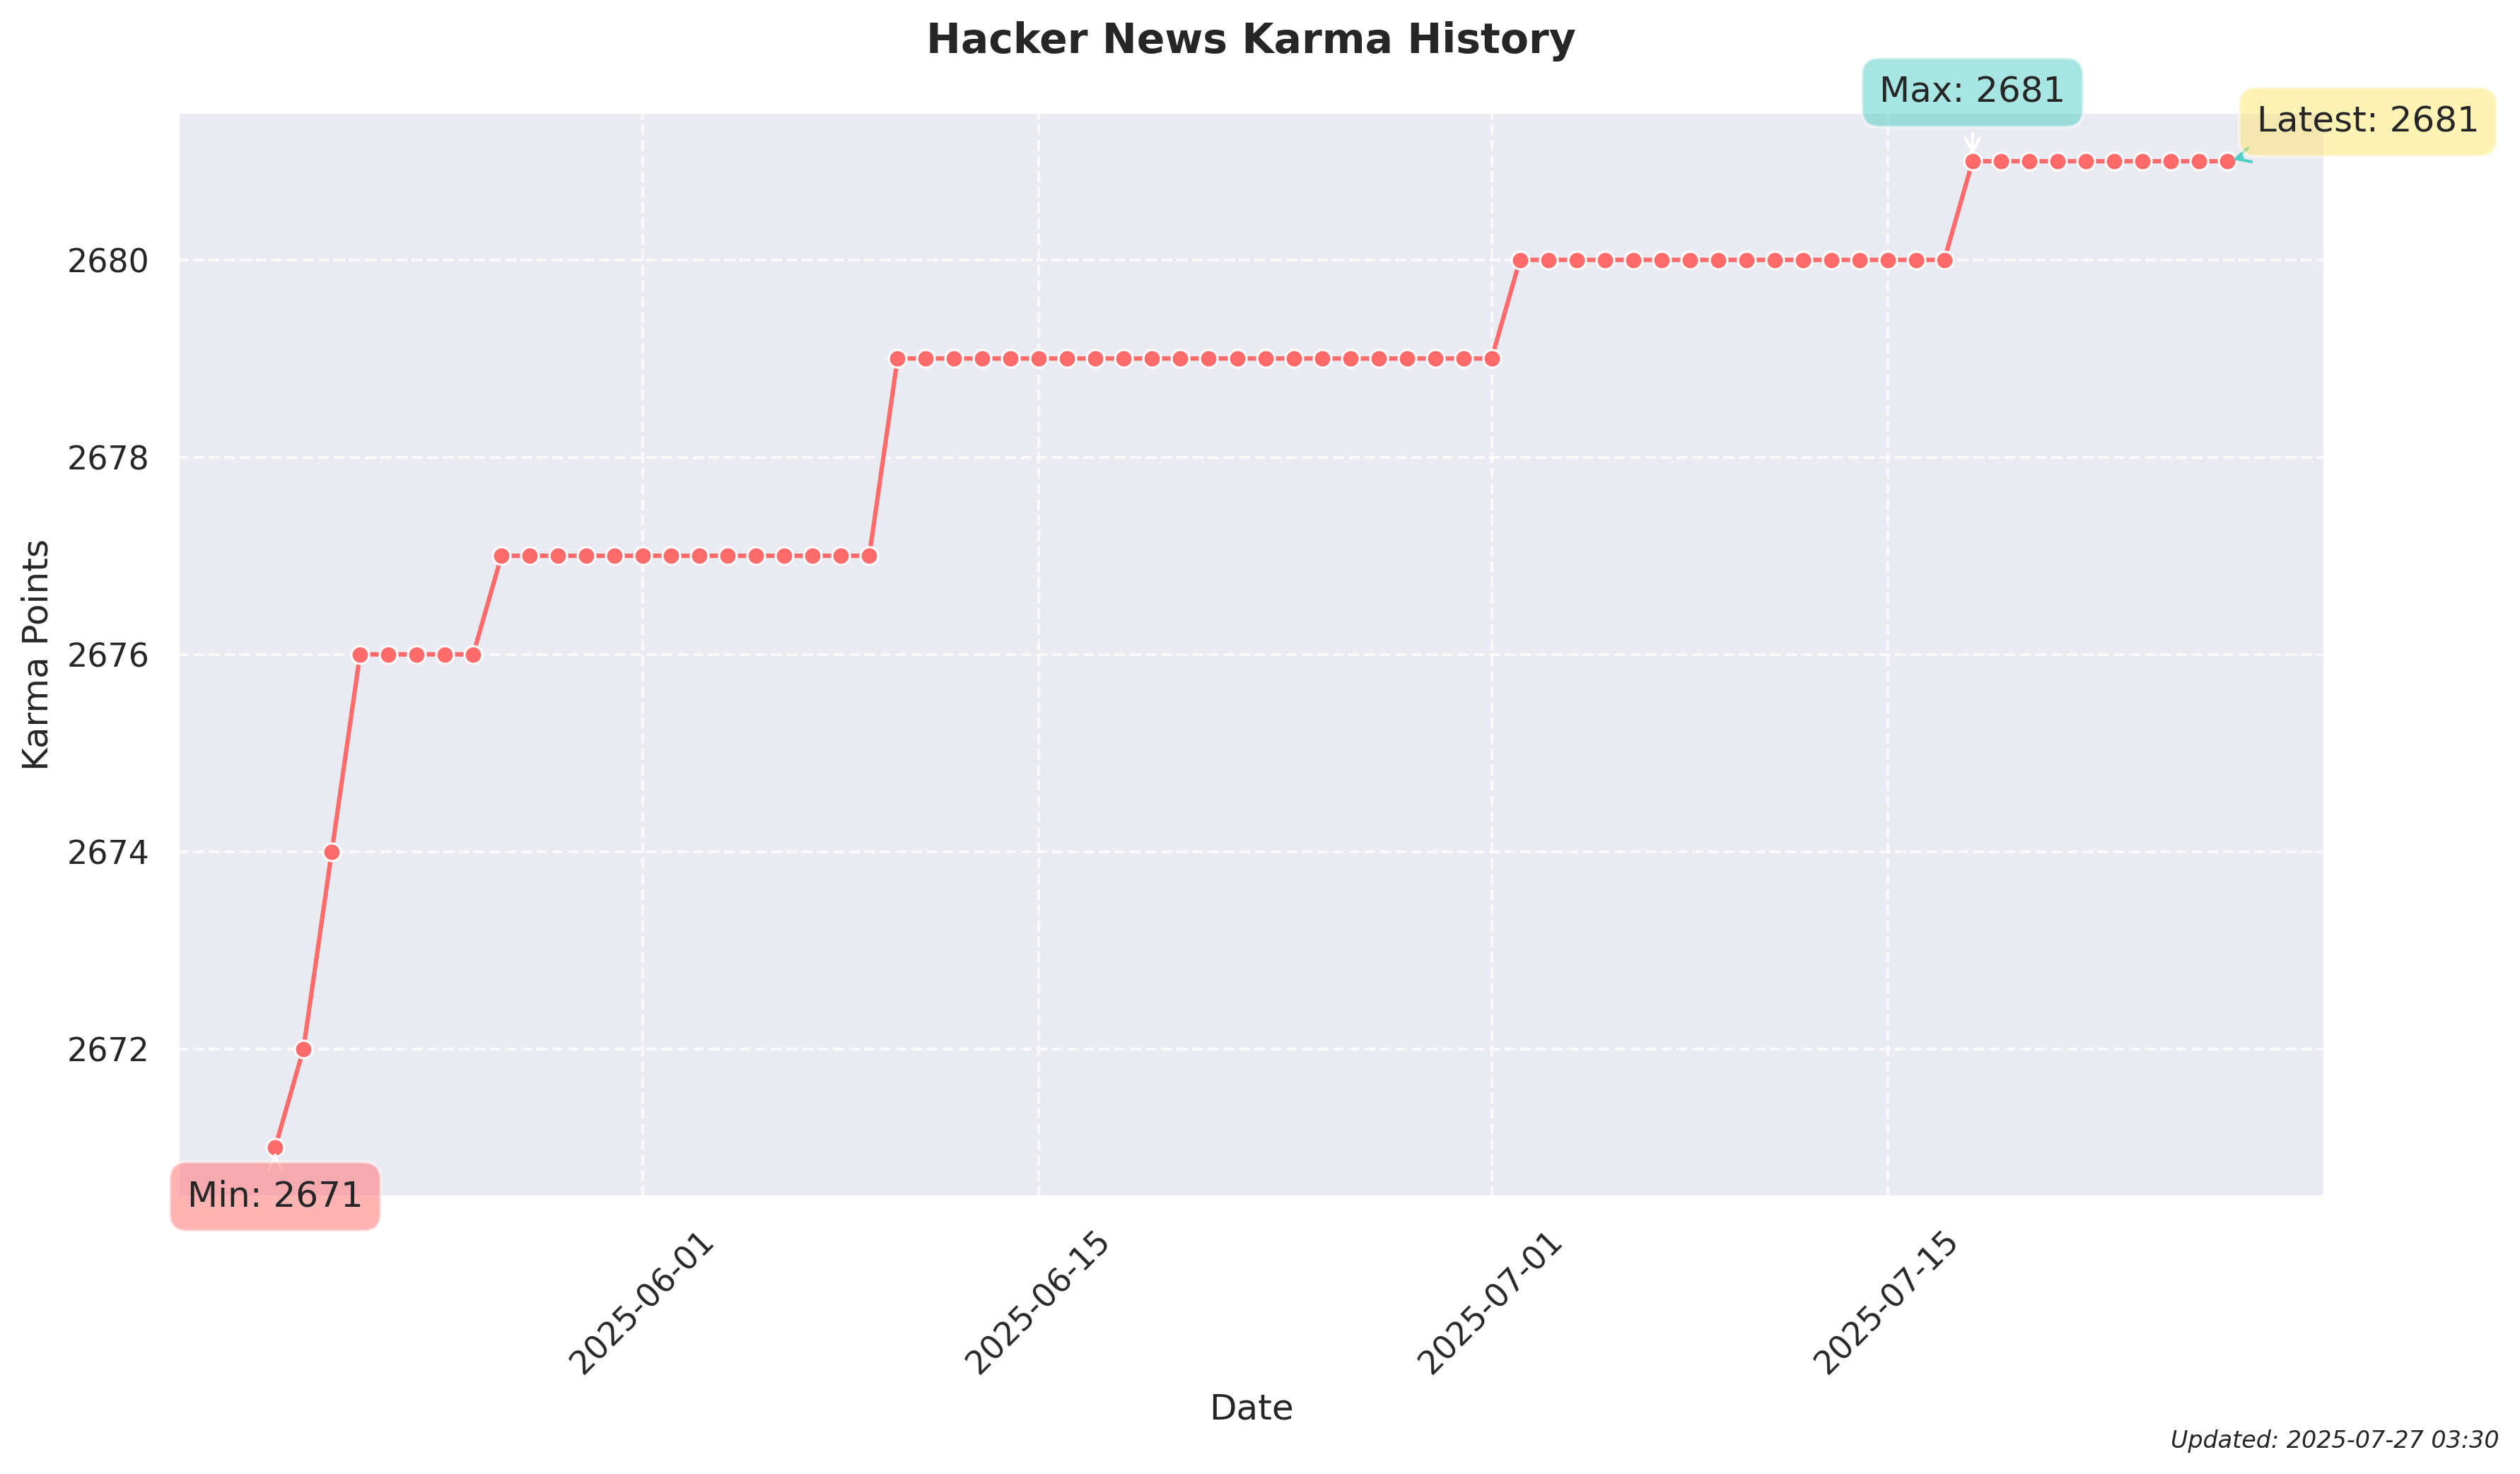 Hacker News Karma History
Max: 2681
Latest: 2681
2680
2678
2676
2674
2672
Karma Points
Min: 2671
2025-06-01
2025-06-15
2025-07-01
2025-07-15
Date
Updated: 2025-07-27 03:30